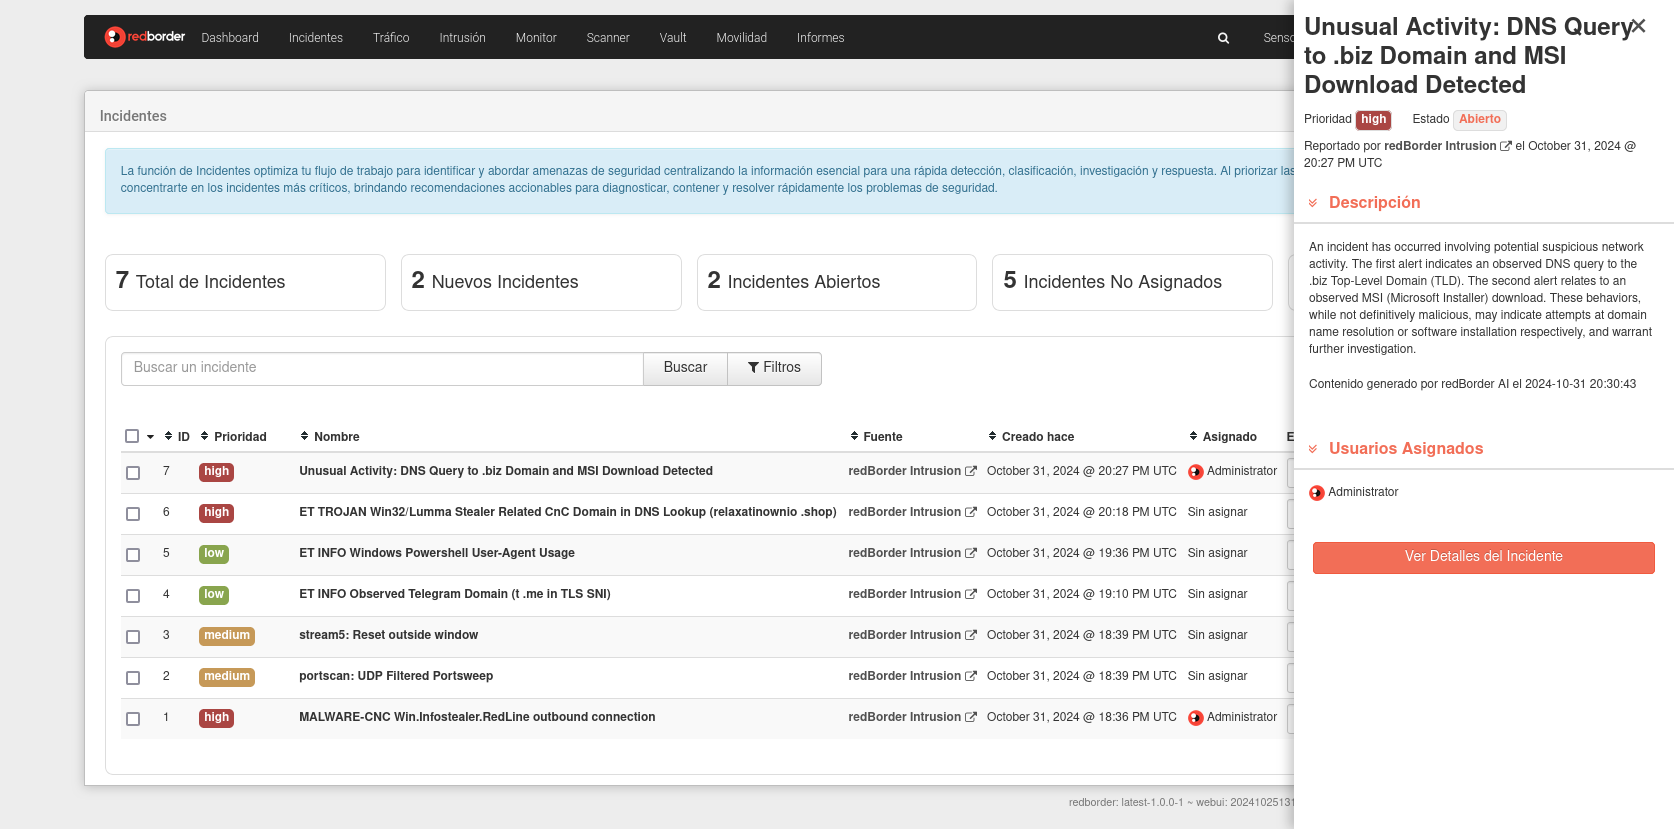 redborder Dashboard Incidentes Tráfico Intrusión Monitor Scanner Vault Movilidad Informes
Incidentes
La función de Incidentes optimiza tu flujo de trabajo para identificar y abordar amenazas de seguridad centralizando la información esencial para una rápida detección, clasificación, investigación y respuesta. Al priorizar las
concentrarte en los incidentes más críticos, brindando recomendaciones accionables para diagnosticar, contener y resolver rápidamente los problemas de seguridad.
7 Total de Incidentes
2 Nuevos Incidentes
2 Incidentes Abiertos
5 Incidentes No Asignados
Buscar un incidente Buscar Filtros
ID Prioridad Nombre Fuente Creado hace Asignado
7 high Unusual Activity: DNS Query to .biz Domain and MSI Download Detected redBorder Intrusion October 31, 2024 @ 20:27 PM UTC Administrator
6 high ET TROJAN Win32/Lumma Stealer Related CnC Domain in DNS Lookup (relaxatinownio .shop) redBorder Intrusion October 31, 2024 @ 20:18 PM UTC Sin asignar
5 low ET INFO Windows Powershell User-Agent Usage redBorder Intrusion October 31, 2024 @ 19:36 PM UTC Sin asignar
4 low ET INFO Observed Telegram Domain (t .me in TLS SNI) redBorder Intrusion October 31, 2024 @ 19:10 PM UTC Sin asignar
3 medium stream5: Reset outside window redBorder Intrusion October 31, 2024 @ 18:39 PM UTC Sin asignar
2 medium portscan: UDP Filtered Portsweep redBorder Intrusion October 31, 2024 @ 18:39 PM UTC Sin asignar
1 high MALWARE-CNC Win.Infostealer.RedLine outbound connection redBorder Intrusion October 31, 2024 @ 18:36 PM UTC Administrator
redborder: latest-1.0.0-1 ~ webui: 2024102513
Unusual Activity: DNS Query
to .biz Domain and MSI
Download Detected
Prioridad high Estado Abierto
Reportado por redBorder Intrusion el October 31, 2024 @
20:27 PM UTC
Descripción
An incident has occurred involving potential suspicious network
activity. The first alert indicates an observed DNS query to the
.biz Top-Level Domain (TLD). The second alert relates to an
observed MSI (Microsoft Installer) download. These behaviors,
while not definitively malicious, may indicate attempts at domain
name resolution or software installation respectively, and warrant
further investigation.
Contenido generado por redBorder AI el 2024-10-31 20:30:43
Usuarios Asignados
Administrator
Ver Detalles del Incidente